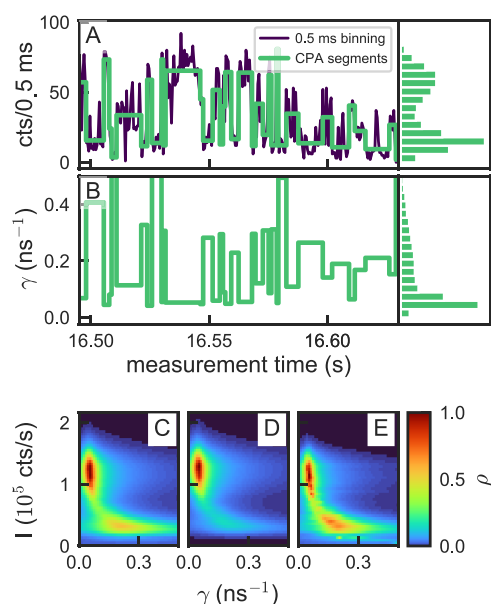 A
0.5 ms binning
CPA segments
cts/0.5 ms
100
50
0
B
γ (ns⁻¹)
0.4
0.2
0.0
16.50 16.55 16.60
measurement time (s)
C D E
I (10⁵ cts/s)
2
1
0
0.0 0.3 0.0 0.3 0.0 0.3
γ (ns⁻¹)
1.0
0.5
0.0
ρ